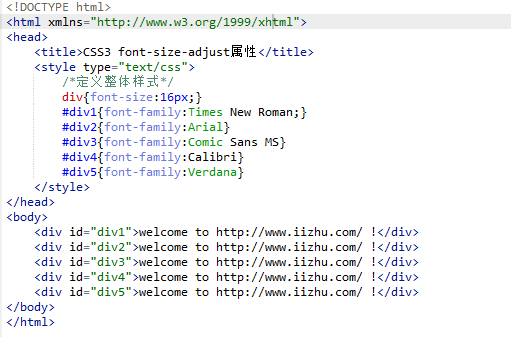 <!DOCTYPE html>
<html xmlns="http://www.w3.org/1999/xhtml">
<head>
    <title>CSS3 font-size-adjust属性</title>
    <style type="text/css">
        /*定义整体样式*/
        div{font-size:16px;}
        #div1{font-family:Times New Roman;}
        #div2{font-family:Arial}
        #div3{font-family:Comic Sans MS}
        #div4{font-family:Calibri}
        #div5{font-family:Verdana}
    </style>
</head>
<body>
    <div id="div1">welcome to http://www.iizhu.com/ !</div>
    <div id="div2">welcome to http://www.iizhu.com/ !</div>
    <div id="div3">welcome to http://www.iizhu.com/ !</div>
    <div id="div4">welcome to http://www.iizhu.com/ !</div>
    <div id="div5">welcome to http://www.iizhu.com/ !</div>
</body>
</html>